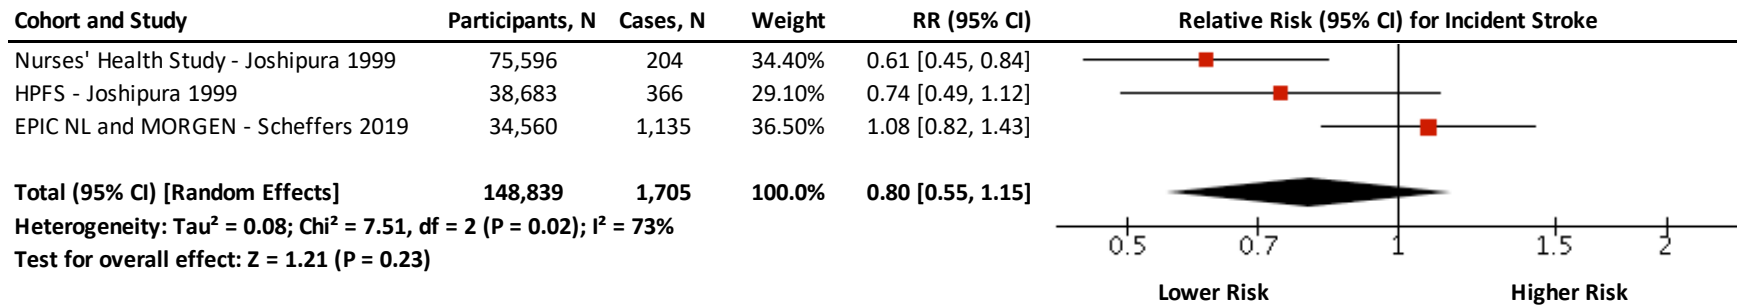 Cohort and Study Participants, N Cases, N Weight RR (95% CI) Relative Risk (95% CI) for Incident Stroke
Nurses' Health Study - Joshipura 1999 75,596 204 34.40% 0.61 [0.45, 0.84]
HPFS - Joshipura 1999 38,683 366 29.10% 0.74 [0.49, 1.12]
EPIC NL and MORGEN - Scheffers 2019 34,560 1,135 36.50% 1.08 [0.82, 1.43]
Total (95% CI) [Random Effects] 148,839 1,705 100.0% 0.80 [0.55, 1.15]
Heterogeneity: Tau² = 0.08; Chi² = 7.51, df = 2 (P = 0.02); I² = 73%
Test for overall effect: Z = 1.21 (P = 0.23)
0.5 0.7 1 1.5 2
Lower Risk Higher Risk